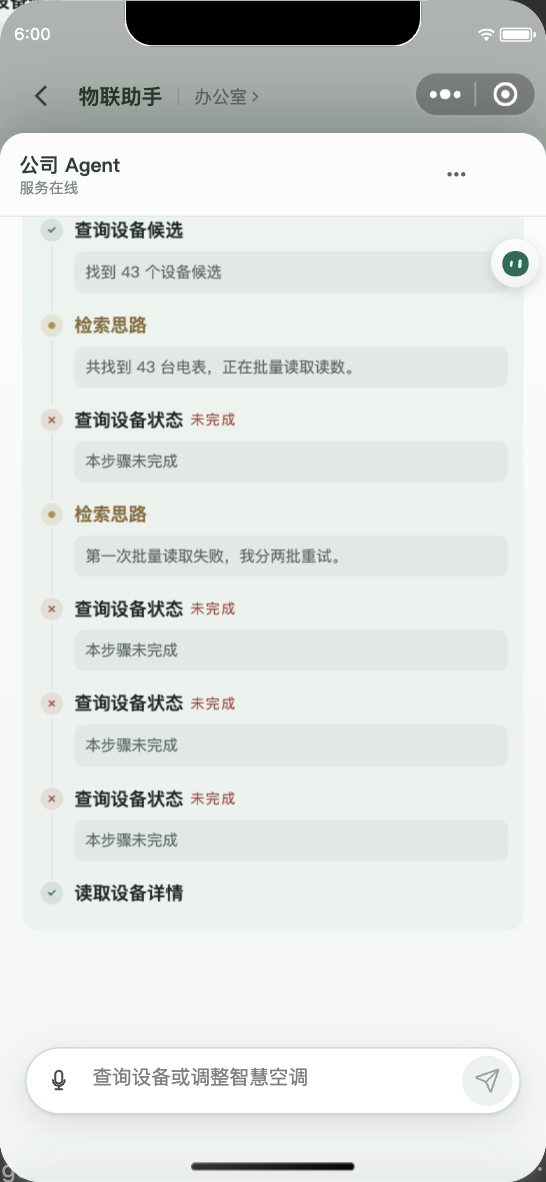 6:00
物联助手
办公室 >
公司 Agent
服务在线
查询设备候选
找到 43 个设备候选
检索思路
共找到 43 台电表，正在批量读取读数。
查询设备状态 未完成
本步骤未完成
检索思路
第一次批量读取失败，我分两批重试。
查询设备状态 未完成
本步骤未完成
查询设备状态 未完成
本步骤未完成
查询设备状态 未完成
本步骤未完成
读取设备详情
查询设备或调整智慧空调